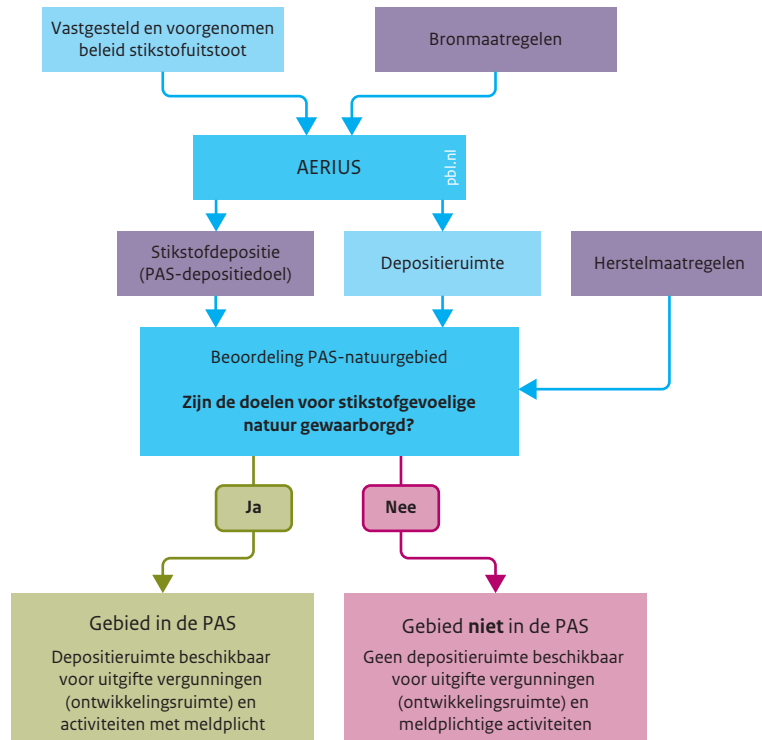 Vastgesteld en voorgenomen
beleid stikstofuitstoot
Bronmaatregelen
AERIUS
pbl.nl
Stikstofdepositie
(PAS-depositiedoel)
Depositieruimte
Herstelmaatregelen
Beoordeling PAS-natuurgebied
Zijn de doelen voor stikstofgevoelige
natuur gewaarborgd?
Ja
Nee
Gebied in de PAS
Depositieruimte beschikbaar
voor uitgifte vergunningen
(ontwikkelingsruimte) en
activiteiten met meldplicht
Gebied niet in de PAS
Geen depositieruimte beschikbaar
voor uitgifte vergunningen
(ontwikkelingsruimte) en
meldplichtige activiteiten